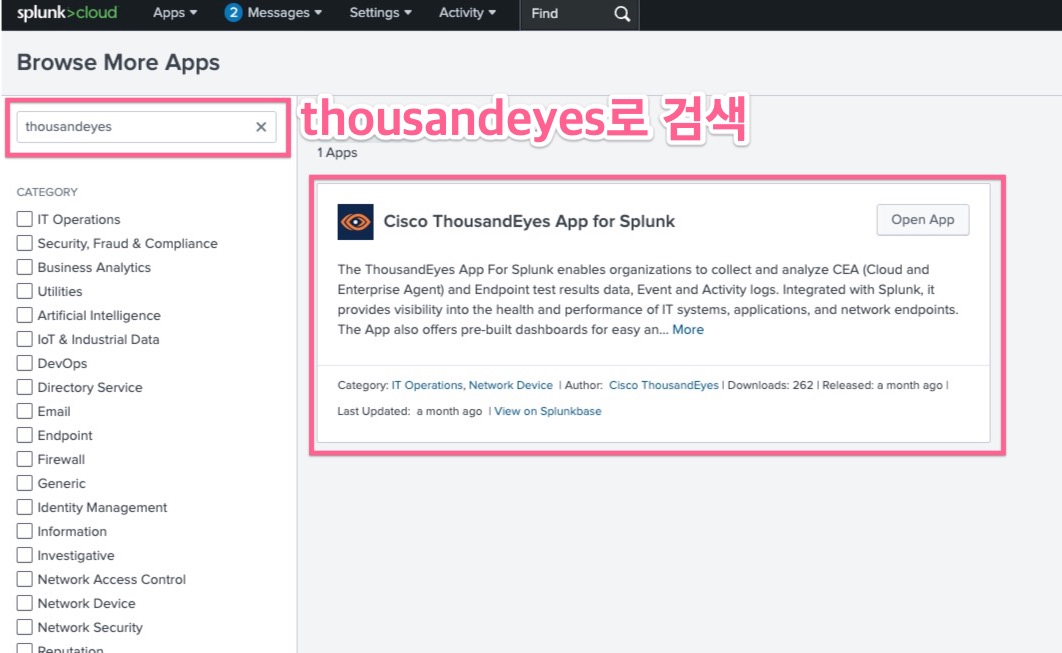 splunk>cloud
Apps
2 Messages
Settings
Activity
Find
Browse More Apps
thousandeyes
thousandeyes로 검색
1 Apps
CATEGORY
IT Operations
Security, Fraud & Compliance
Business Analytics
Utilities
Artificial Intelligence
IoT & Industrial Data
DevOps
Directory Service
Email
Endpoint
Firewall
Generic
Identity Management
Information
Investigative
Network Access Control
Network Device
Network Security
Reputation
Cisco ThousandEyes App for Splunk
Open App
The ThousandEyes App For Splunk enables organizations to collect and analyze CEA (Cloud and
Enterprise Agent) and Endpoint test results data, Event and Activity logs. Integrated with Splunk, it
provides visibility into the health and performance of IT systems, applications, and network endpoints.
The App also offers pre-built dashboards for easy an... More
Category: IT Operations, Network Device | Author: Cisco ThousandEyes | Downloads: 262 | Released: a month ago |
Last Updated: a month ago | View on Splunkbase